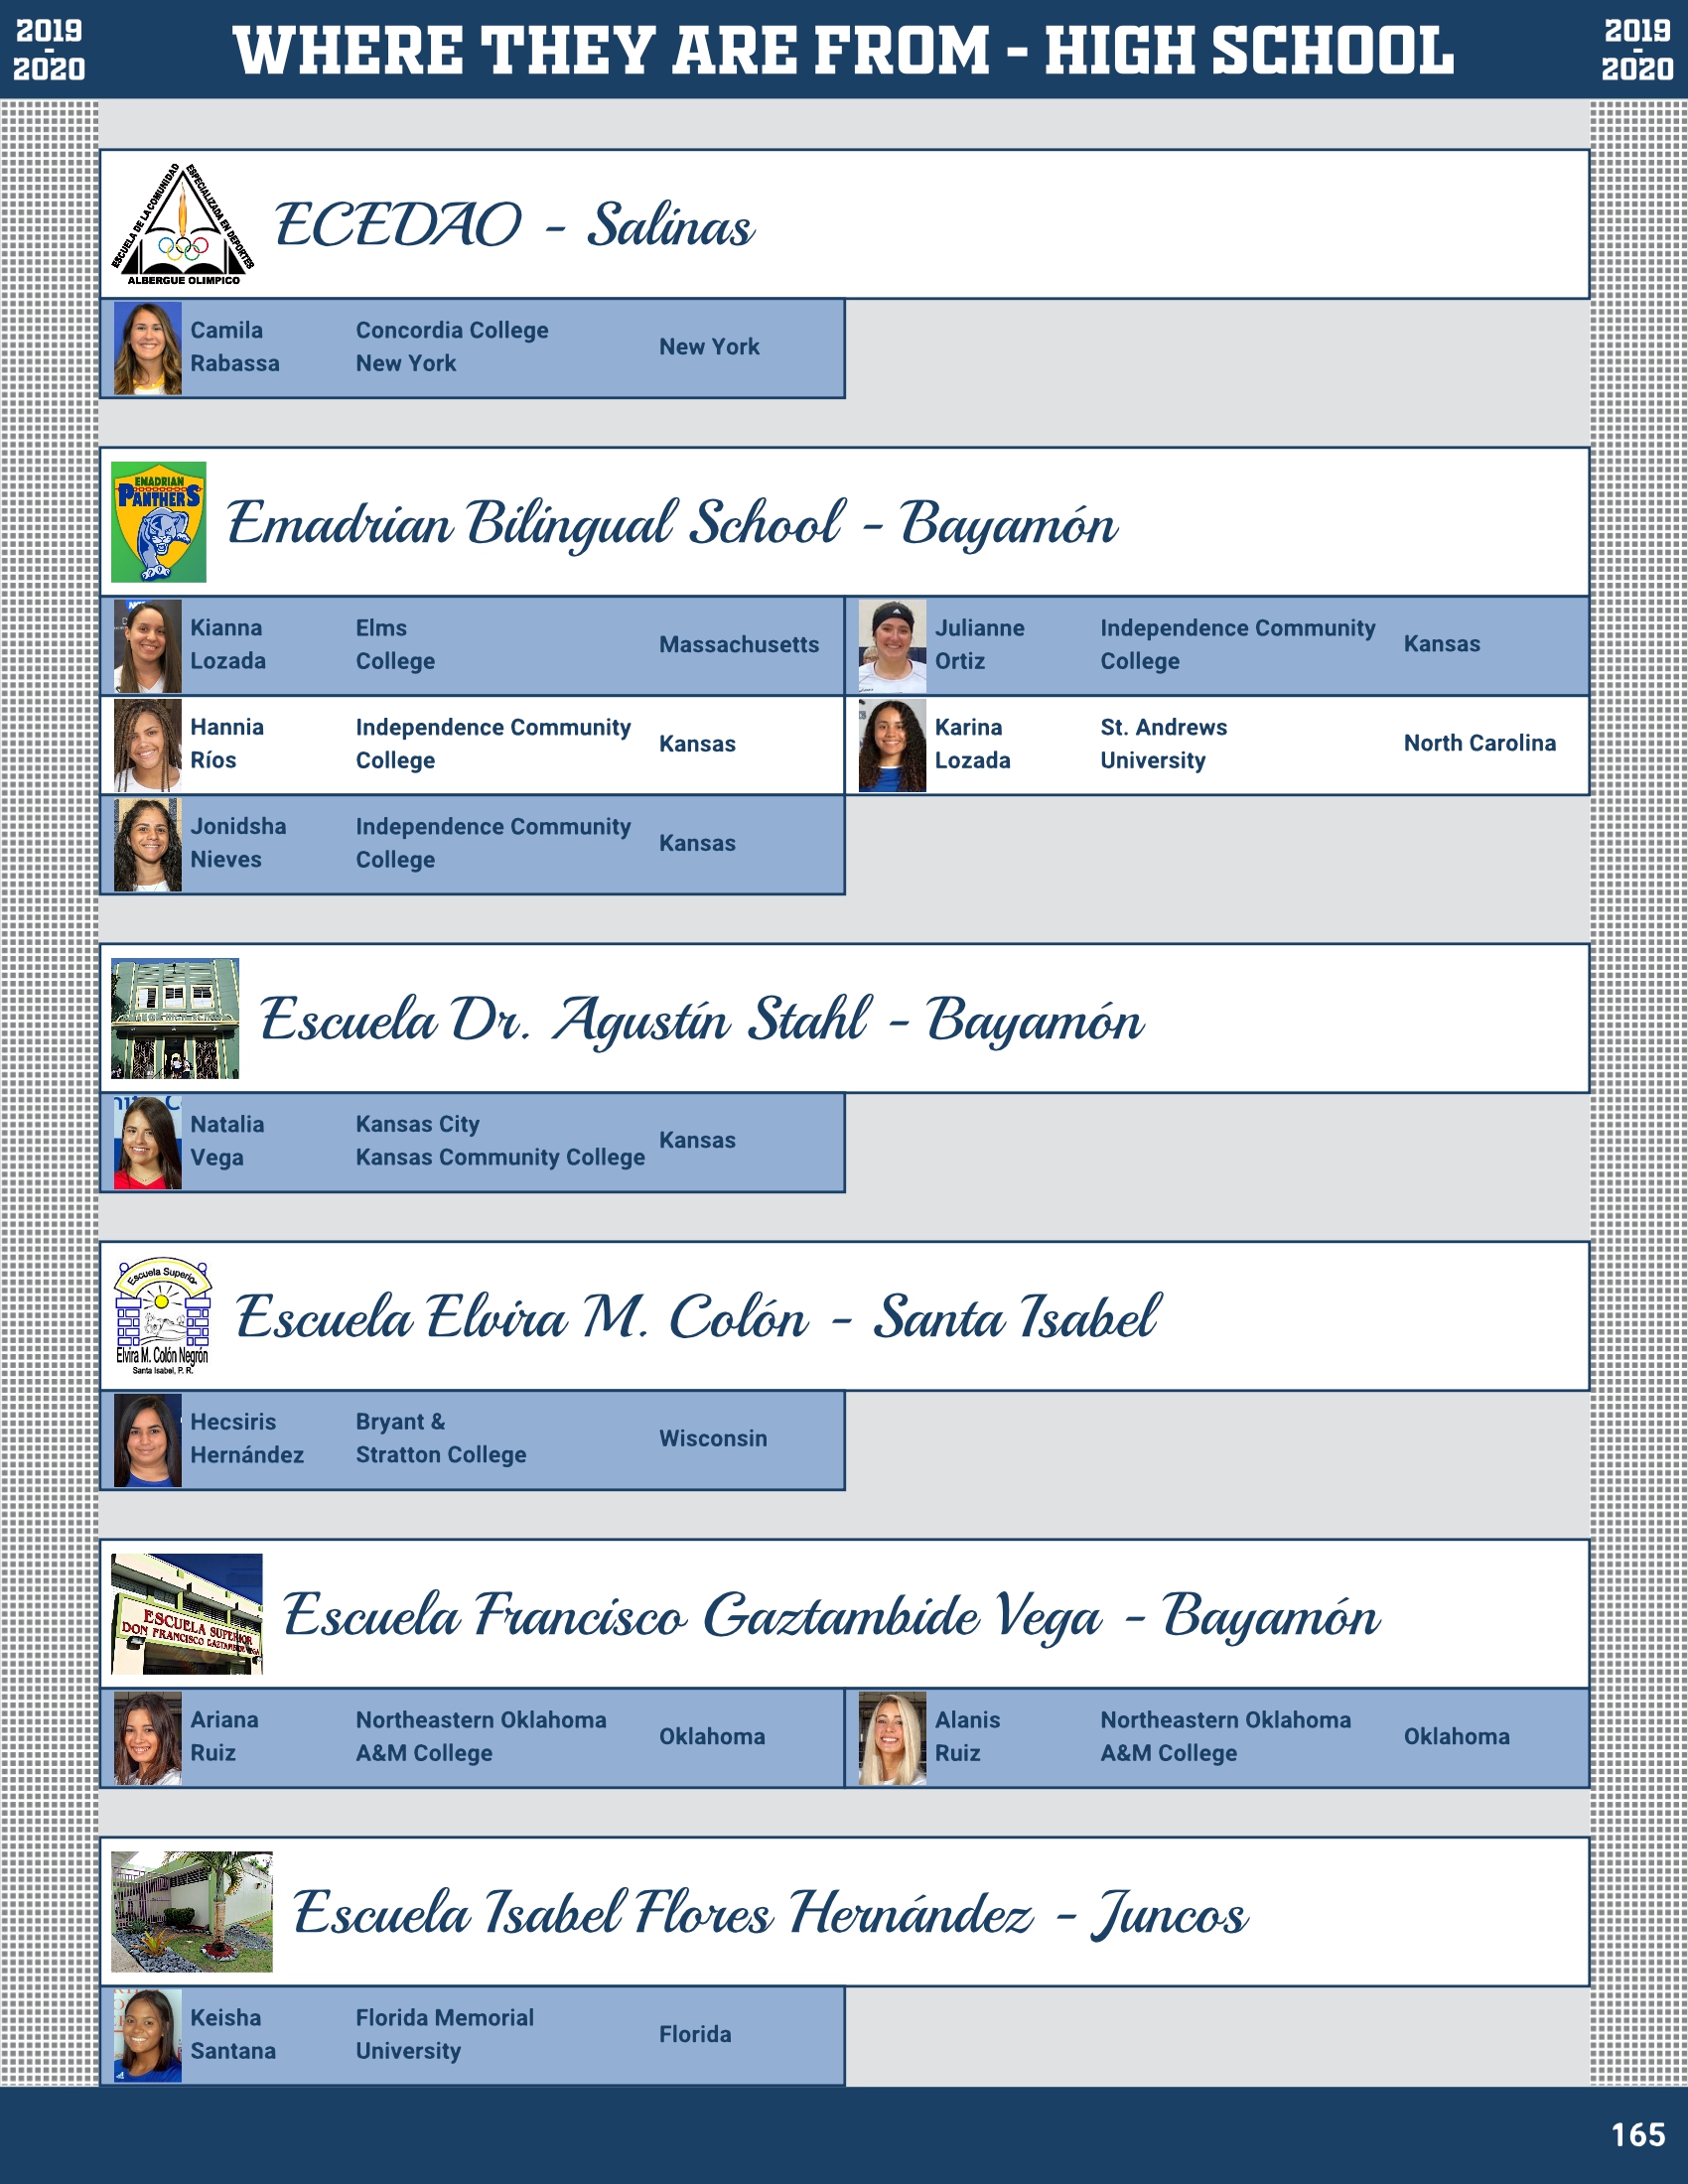 2019
-
2020
WHERE THEY ARE FROM - HIGH SCHOOL
2019
-
2020
ESCUELA DE LA COMUNIDAD
ESPECIALIZADA EN DEPORTES
ALBERGUE OLIMPICO
ECEDAO - Salinas
Camila
Rabassa
Concordia College
New York
New York
EMADRIAN
PANTHERS
Emadrian Bilingual School - Bayamón
Kianna
Lozada
Elms
College
Massachusetts
Julianne
Ortiz
Independence Community
College
Kansas
Hannia
Ríos
Independence Community
College
Kansas
Karina
Lozada
St. Andrews
University
North Carolina
Jonidsha
Nieves
Independence Community
College
Kansas
Escuela Dr. Agustín Stahl - Bayamón
Natalia
Vega
Kansas City
Kansas Community College
Kansas
Escuela Superior
Elvira M. Colón Negrón
Santa Isabel, P. R.
Escuela Elvira M. Colón - Santa Isabel
Hecsiris
Hernández
Bryant &
Stratton College
Wisconsin
ESCUELA SUPERIOR
DON FRANCISCO GAZTAMBIDE VEGA
Escuela Francisco Gaztambide Vega - Bayamón
Ariana
Ruiz
Northeastern Oklahoma
A&M College
Oklahoma
Alanis
Ruiz
Northeastern Oklahoma
A&M College
Oklahoma
Escuela Isabel Flores Hernández - Juncos
Keisha
Santana
Florida Memorial
University
Florida
165